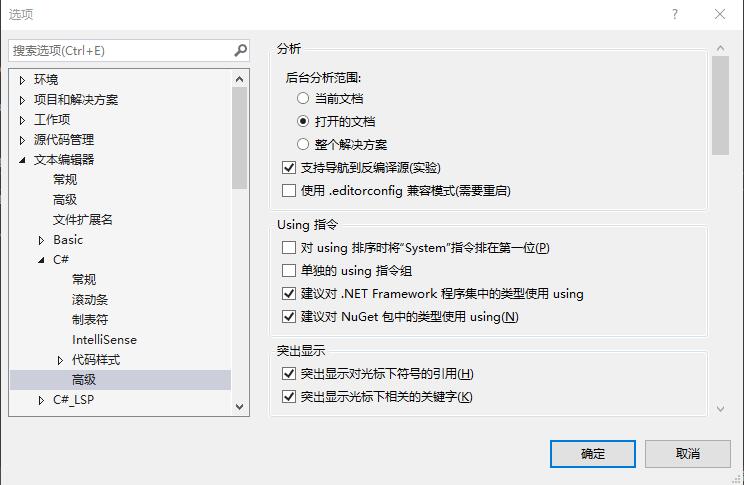 选项
搜索选项(Ctrl+E)
环境
项目和解决方案
工作项
源代码管理
文本编辑器
常规
高级
文件扩展名
Basic
C#
常规
滚动条
制表符
IntelliSense
代码样式
高级
C#_LSP
分析
后台分析范围:
当前文档
打开的文档
整个解决方案
支持导航到反编译源(实验)
使用 .editorconfig 兼容模式(需要重启)
Using 指令
对 using 排序时将"System"指令排在第一位(P)
单独的 using 指令组
建议对 .NET Framework 程序集中的类型使用 using
建议对 NuGet 包中的类型使用 using(N)
突出显示
突出显示对光标下符号的引用(H)
突出显示光标下相关的关键字(K)
确定
取消